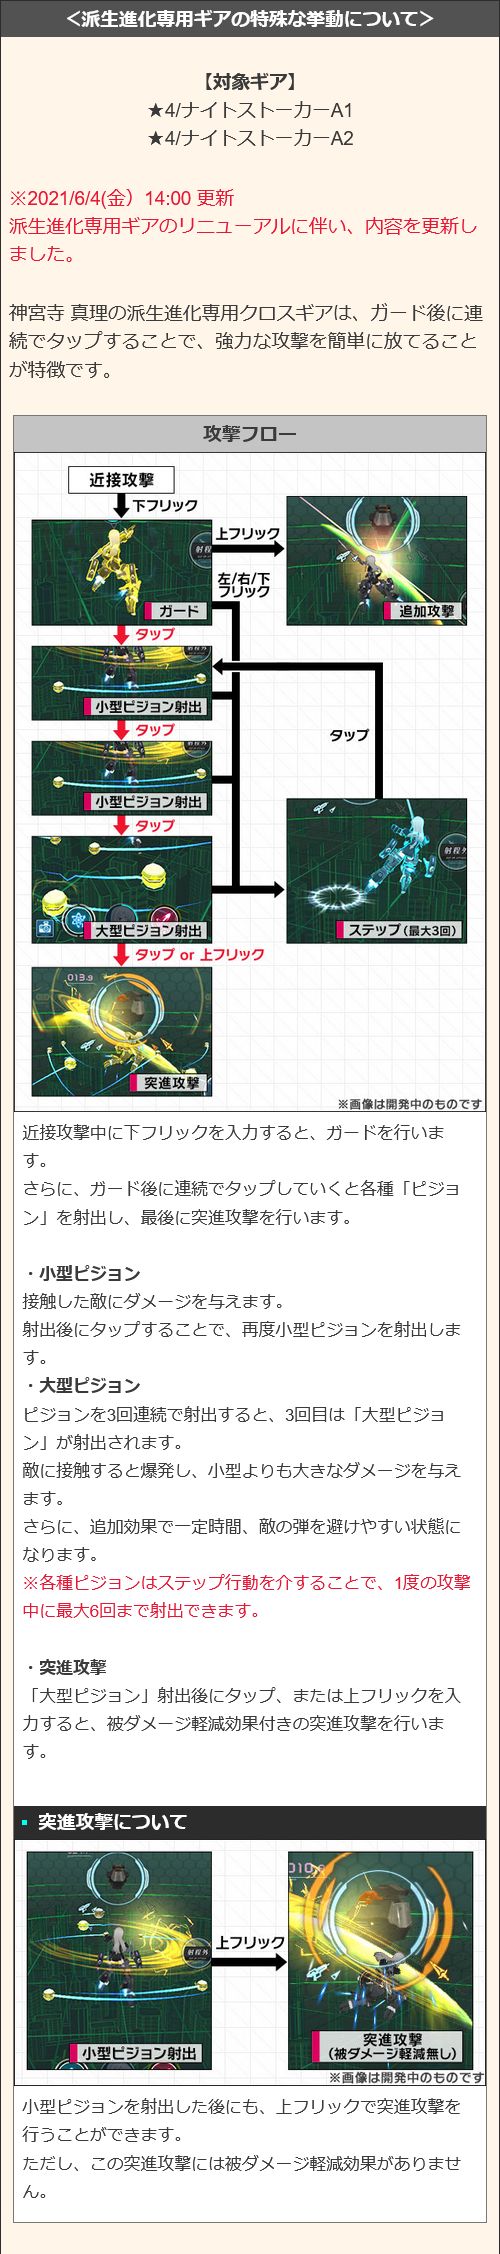 ＜派生進化専用ギアの特殊な挙動について＞
【対象ギア】
★4/ナイトストーカーA1
★4/ナイトストーカーA2
※2021/6/4(金）14:00 更新
派生進化専用ギアのリニューアルに伴い、内容を更新し
ました。
神宮寺 真理の派生進化専用クロスギアは、ガード後に連
続でタップすることで、強力な攻撃を簡単に放てること
が特徴です。
攻撃フロー
近接攻撃
下フリック
上フリック
射程
ガード
左/右/下
フリック
追加攻撃
タップ
小型ピジョン射出
タップ
タップ
小型ピジョン射出
タップ
射程外
大型ピジョン射出
ステップ（最大3回）
タップ or 上フリック
013.9
突進攻撃
※画像は開発中のものです
近接攻撃中に下フリックを入力すると、ガードを行いま
す。
さらに、ガード後に連続でタップしていくと各種「ピジョ
ン」を射出し、最後に突進攻撃を行います。
・小型ピジョン
接触した敵にダメージを与えます。
射出後にタップすることで、再度小型ピジョンを射出しま
す。
・大型ピジョン
ピジョンを3回連続で射出すると、3回目は「大型ピジョ
ン」が射出されます。
敵に接触すると爆発し、小型よりも大きなダメージを与え
ます。
さらに、追加効果で一定時間、敵の弾を避けやすい状態に
なります。
※各種ピジョンはステップ行動を介することで、1度の攻撃
中に最大6回まで射出できます。
・突進攻撃
「大型ピジョン」射出後にタップ、または上フリックを入
力すると、被ダメージ軽減効果付きの突進攻撃を行いま
す。
突進攻撃について
射程外
上フリック
小型ピジョン射出
突進攻撃
（被ダメージ軽減無し）
※画像は開発中のものです
小型ピジョンを射出した後にも、上フリックで突進攻撃を
行うことができます。
ただし、この突進攻撃には被ダメージ軽減効果がありませ
ん。